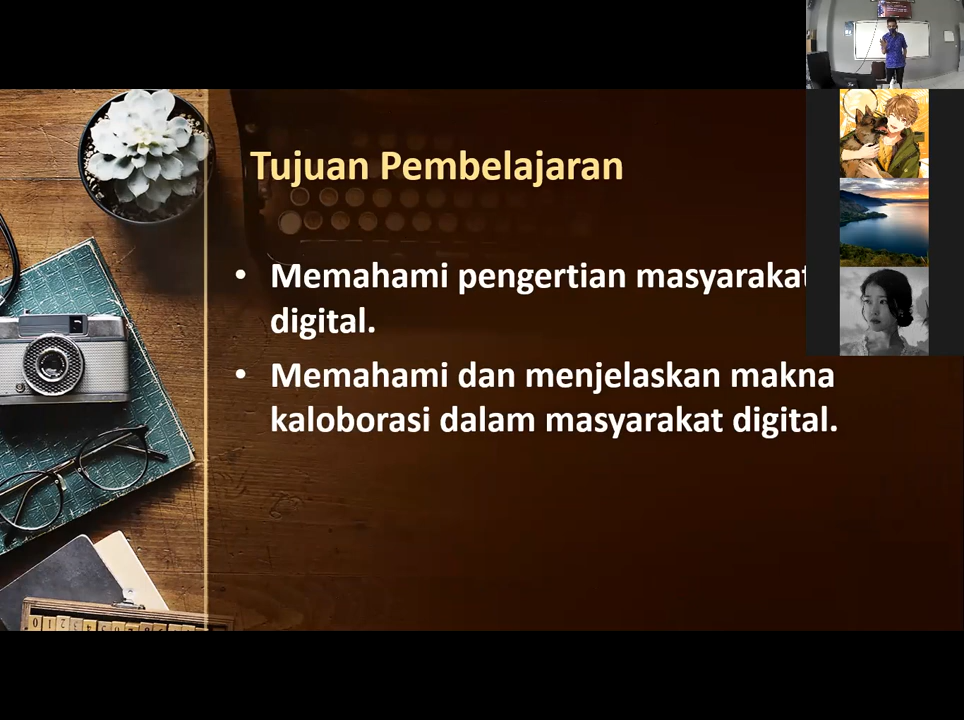 Tujuan Pembelajaran
• Memahami pengertian masyarakat
digital.
• Memahami dan menjelaskan makna
kaloborasi dalam masyarakat digital.